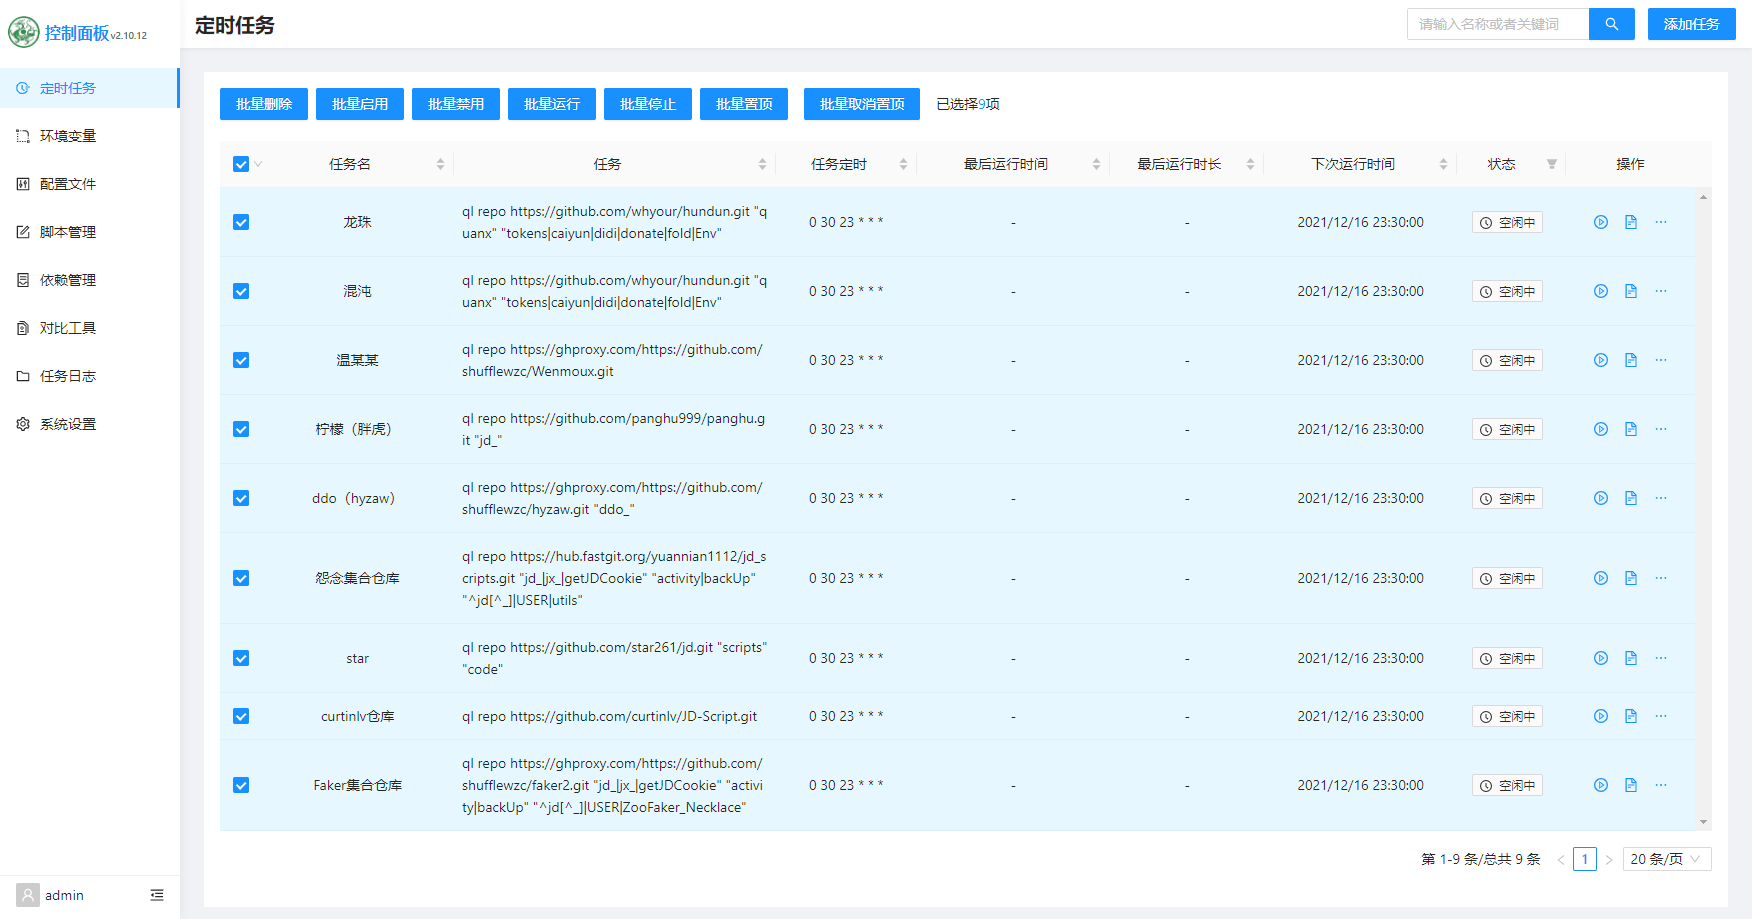 控制面板v2.10.12
定时任务
请输入名称或者关键词
添加任务
定时任务
环境变量
配置文件
脚本管理
依赖管理
对比工具
任务日志
系统设置
admin
批量删除 批量启用 批量禁用 批量运行 批量停止 批量置顶 批量取消置顶 已选择9项
任务名 任务 任务定时 最后运行时间 最后运行时长 下次运行时间 状态 操作
龙珠
ql repo https://github.com/whyour/hundun.git "q
uanx" "tokens|caiyun|didi|donate|fold|Env"
0 30 23 * * * - - 2021/12/16 23:30:00 空闲中
混沌
ql repo https://github.com/whyour/hundun.git "q
uanx" "tokens|caiyun|didi|donate|fold|Env"
0 30 23 * * * - - 2021/12/16 23:30:00 空闲中
温某某
ql repo https://ghproxy.com/https://github.com/
shufflewzc/Wenmoux.git
0 30 23 * * * - - 2021/12/16 23:30:00 空闲中
柠檬（胖虎）
ql repo https://github.com/panghu999/panghu.g
it "jd_"
0 30 23 * * * - - 2021/12/16 23:30:00 空闲中
ddo（hyzaw）
ql repo https://ghproxy.com/https://github.com/
shufflewzc/hyzaw.git "ddo_"
0 30 23 * * * - - 2021/12/16 23:30:00 空闲中
怨念集合仓库
ql repo https://hub.fastgit.org/yuannian1112/jd_s
cripts.git "jd_|jx_|getJDCookie" "activity|backUp"
"^jd[^_]|USER|utils"
0 30 23 * * * - - 2021/12/16 23:30:00 空闲中
star
ql repo https://github.com/star261/jd.git "scripts"
"code"
0 30 23 * * * - - 2021/12/16 23:30:00 空闲中
curtinlv仓库
ql repo https://github.com/curtinlv/JD-Script.git
0 30 23 * * * - - 2021/12/16 23:30:00 空闲中
Faker集合仓库
ql repo https://ghproxy.com/https://github.com/
shufflewzc/faker2.git "jd_|jx_|getJDCookie" "activi
ty|backUp" "^jd[^_]|USER|ZooFaker_Necklace"
0 30 23 * * * - - 2021/12/16 23:30:00 空闲中
第 1-9 条/总共 9 条 < 1 > 20 条/页